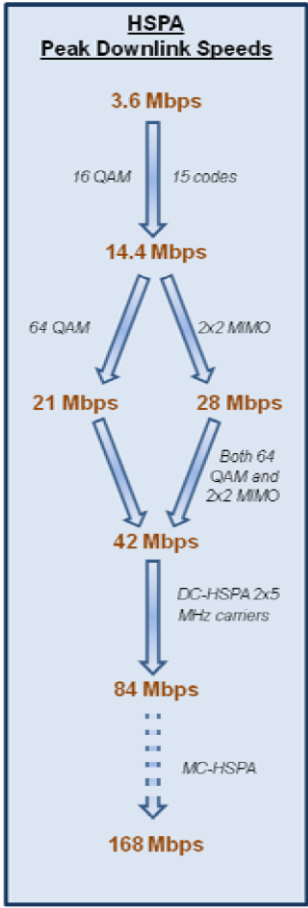 HSPA
Peak Downlink Speeds
3.6 Mbps
16 QAM 15 codes
14.4 Mbps
64 QAM 2x2 MIMO
21 Mbps 28 Mbps
Both 64
QAM and
2x2 MIMO
42 Mbps
DC-HSPA 2x5
MHz carriers
84 Mbps
MC-HSPA
168 Mbps